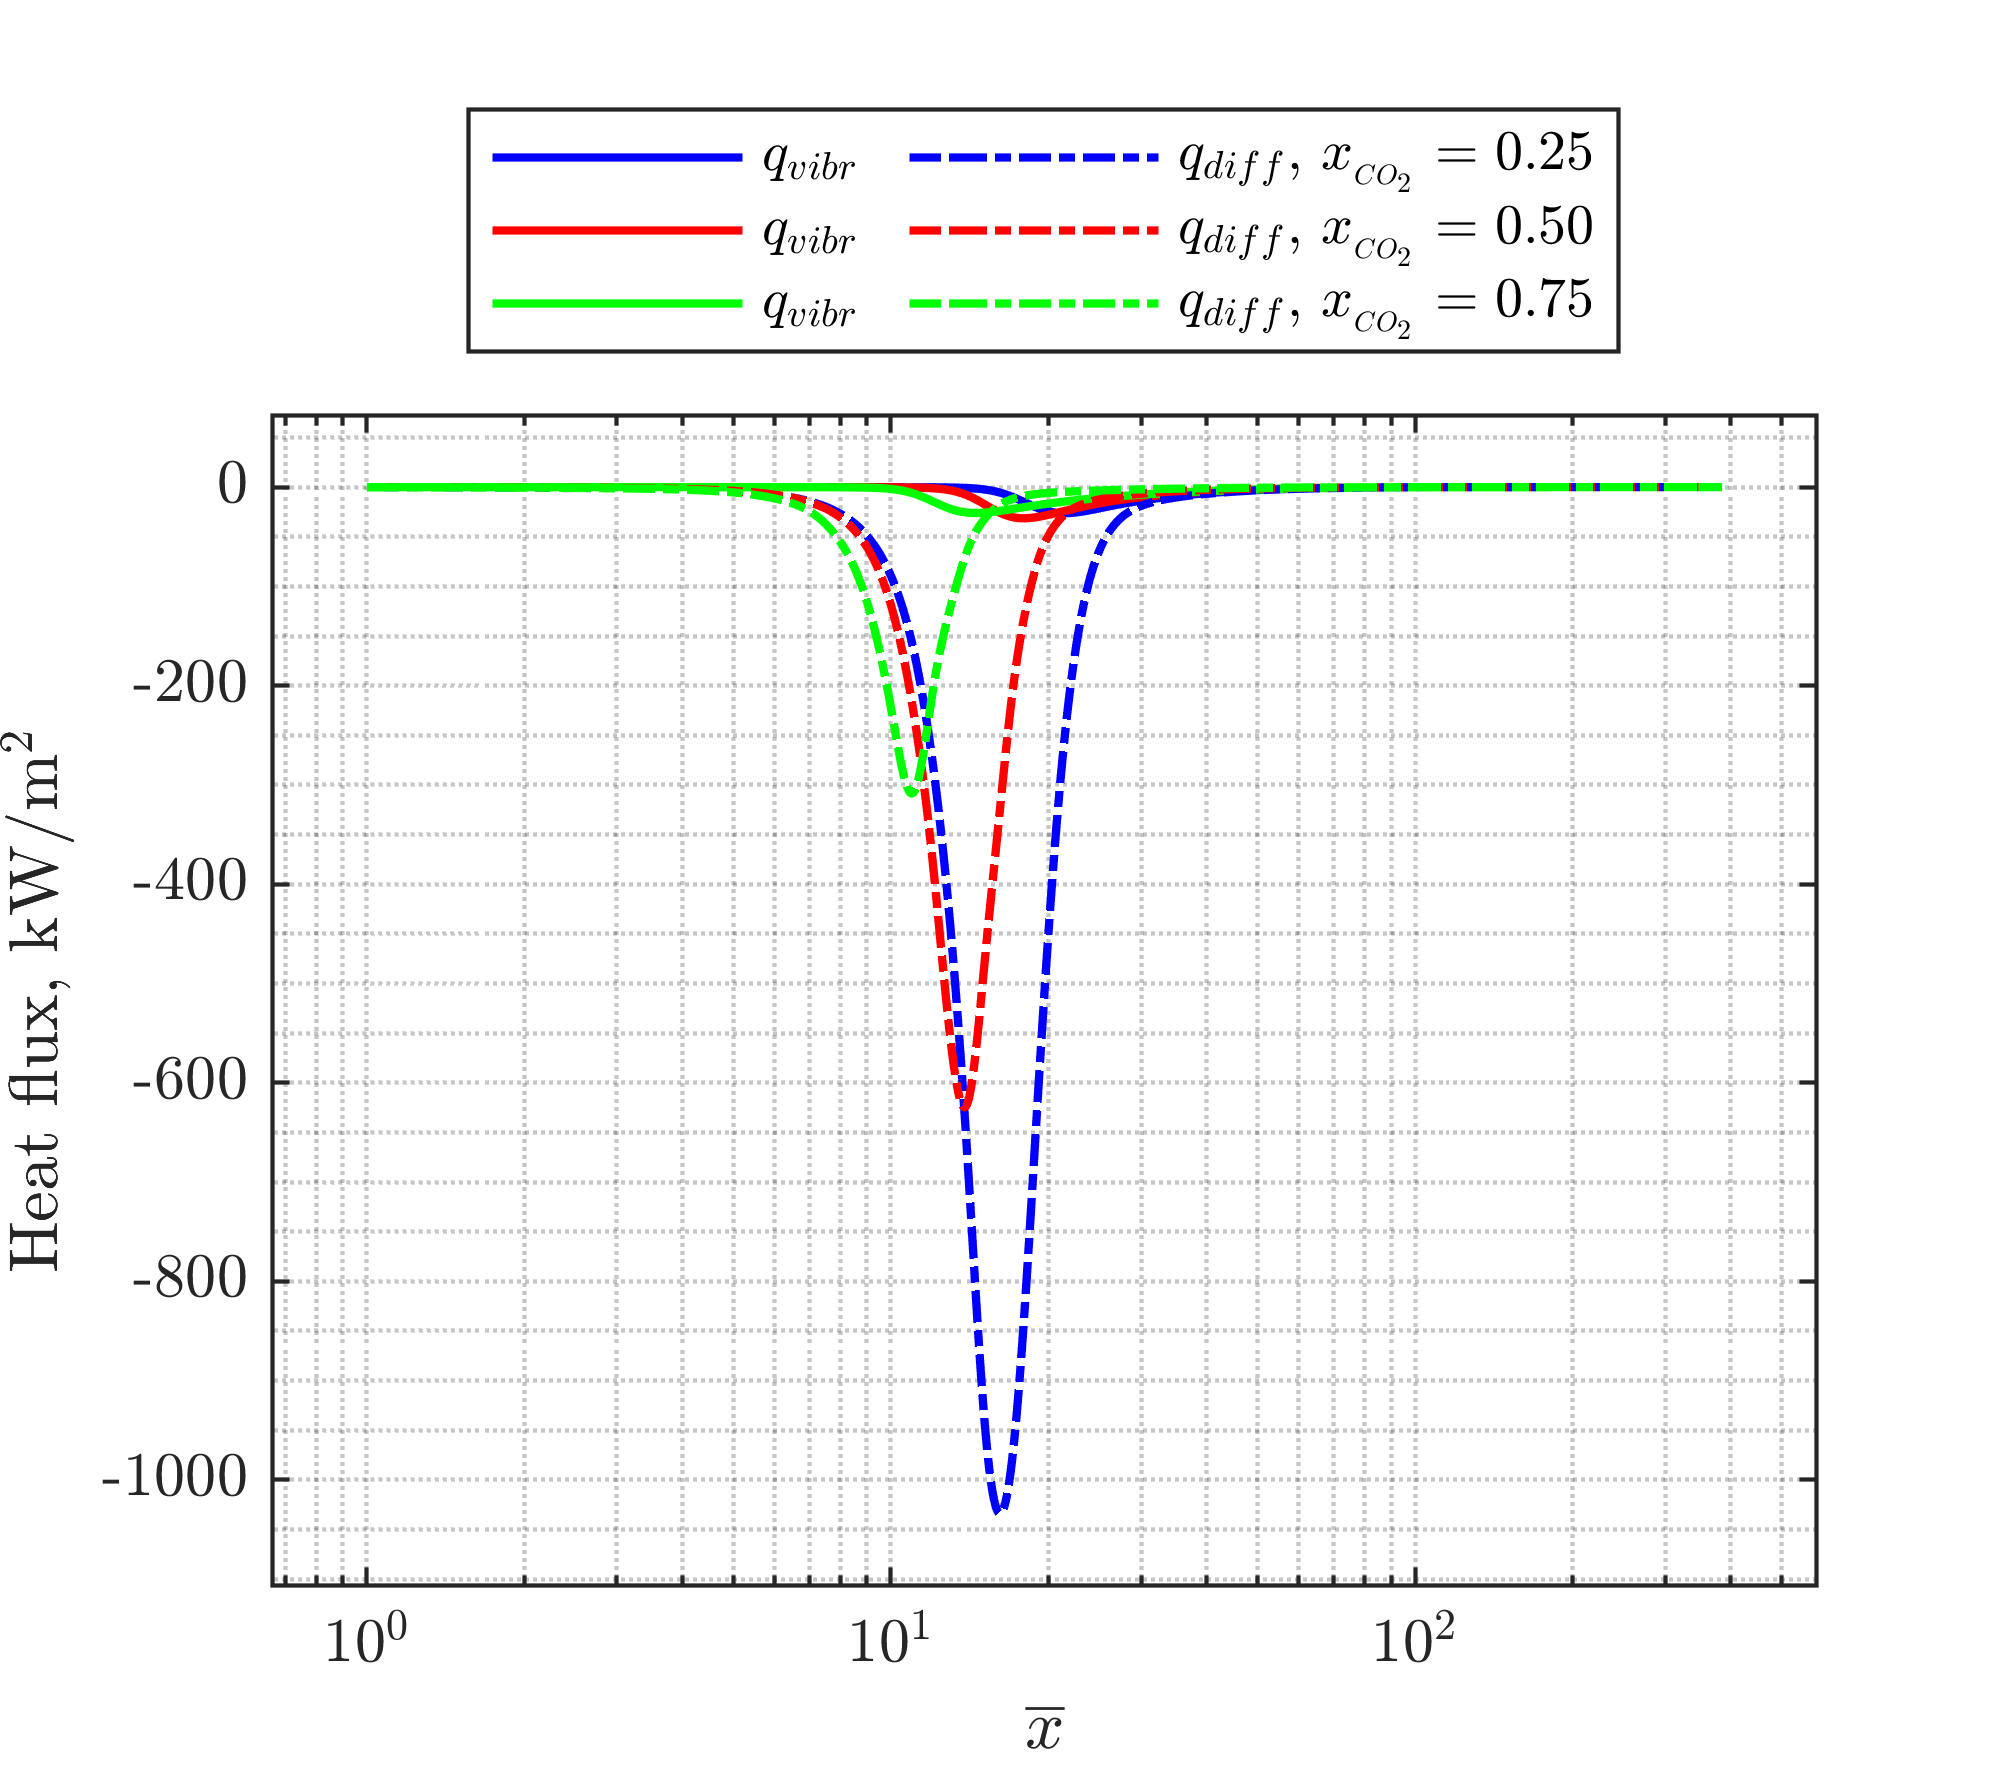 q_vibr q_diff, x_CO₂ = 0.25
q_vibr q_diff, x_CO₂ = 0.50
q_vibr q_diff, x_CO₂ = 0.75
0
-200
-400
-600
-800
-1000
Heat flux, kW/m²
10⁰ 10¹ 10²
x̅